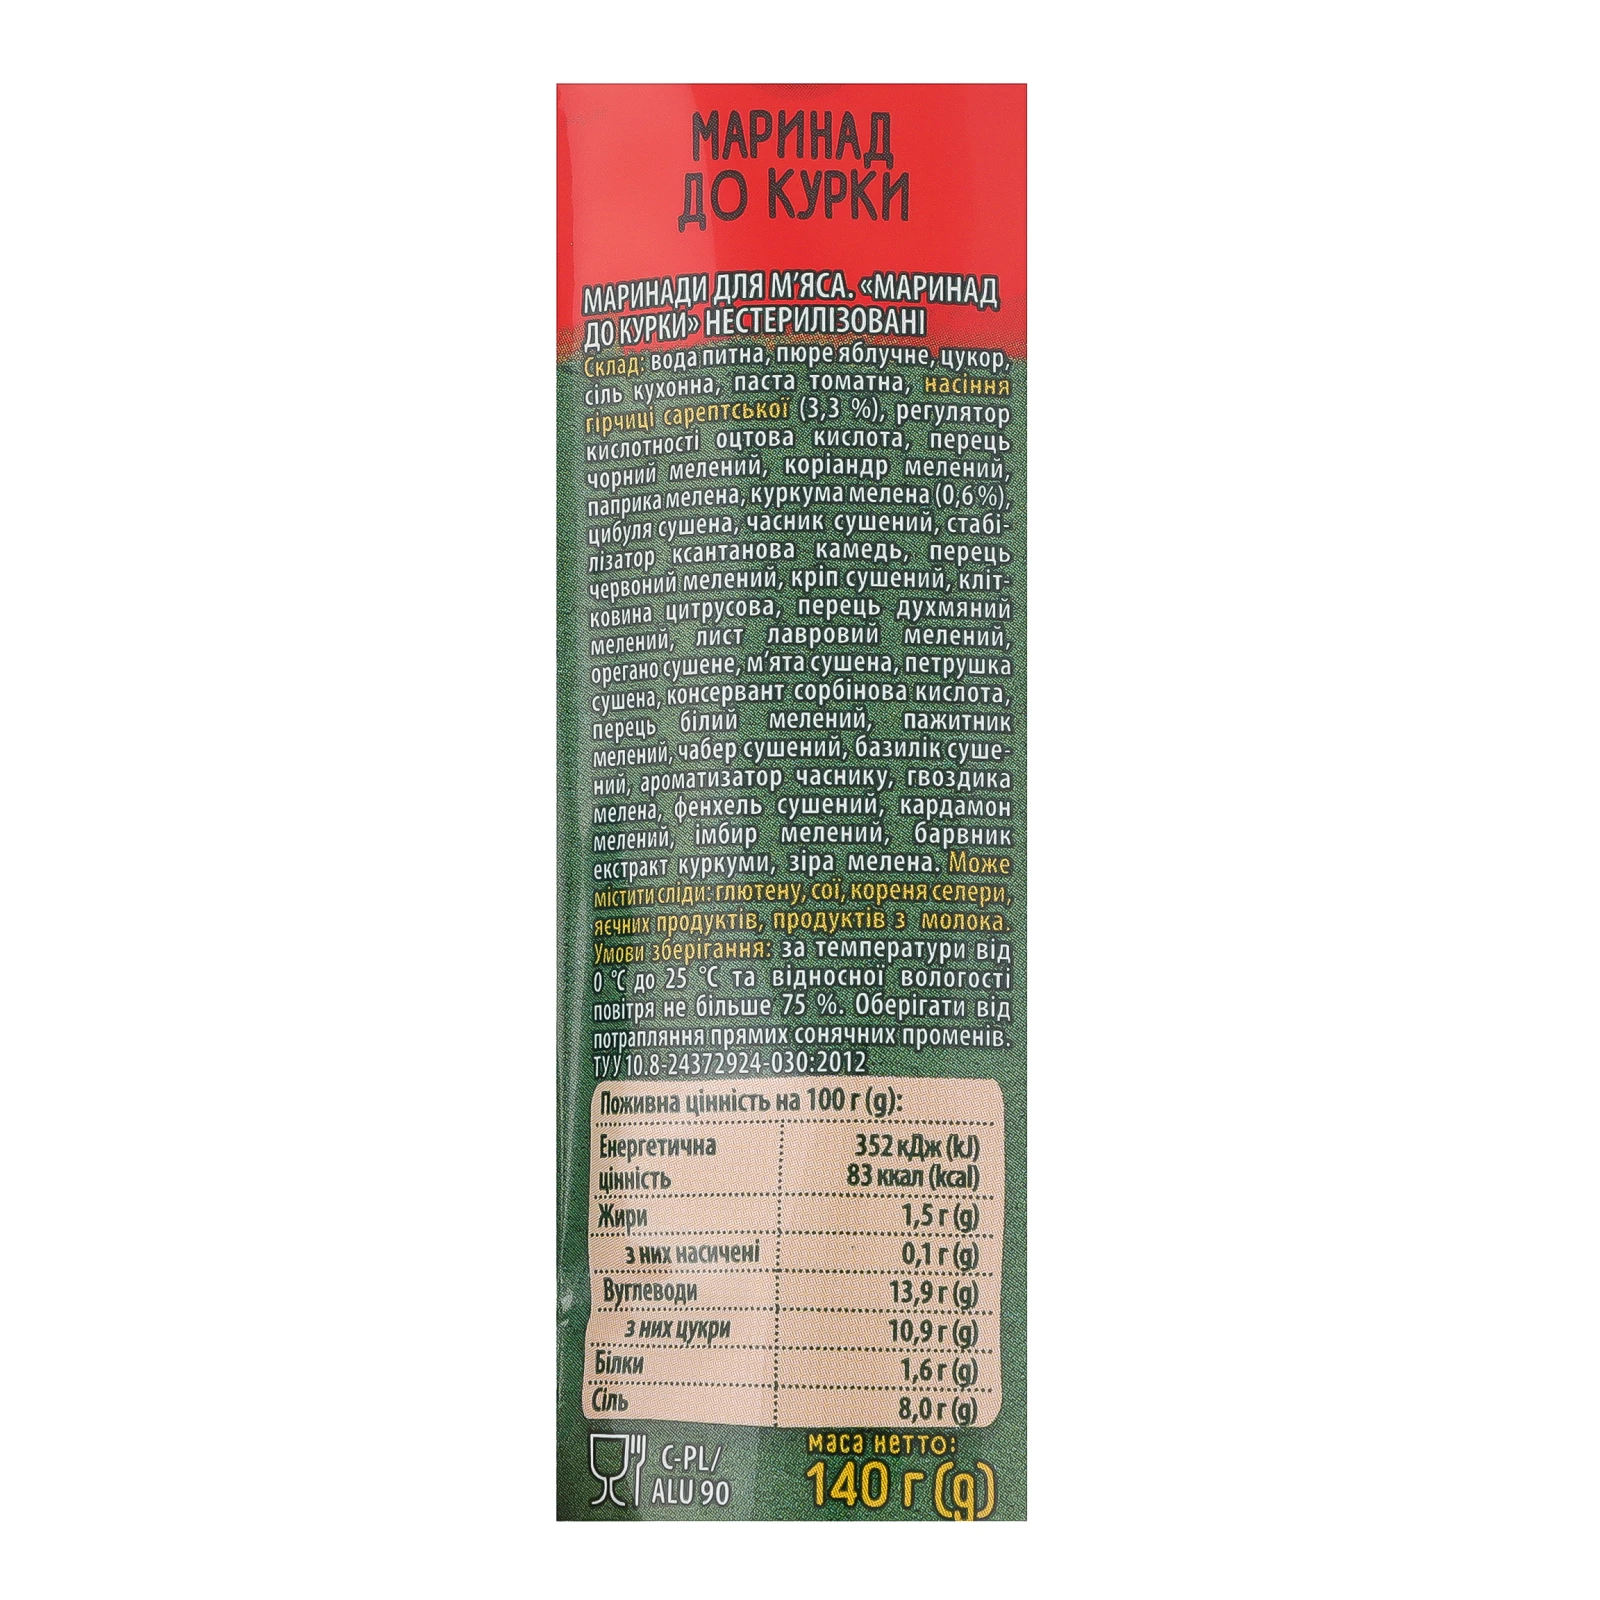 МАРИНАД
ДО КУРКИ
МАРИНАДИ ДЛЯ М'ЯСА. «МАРИНАД
ДО КУРКИ» НЕСТЕРИЛІЗОВАНІ
Склад: вода питна, пюре яблучне, цукор,
сіль кухонна, паста томатна, насіння
гірчиці сарептської (3,3 %), регулятор
кислотності оцтова кислота, перець
чорний мелений, коріандр мелений,
паприка мелена, куркума мелена (0,6 %),
цибуля сушена, часник сушений, стабі-
лізатор ксантанова камедь, перець
червоний мелений, кріп сушений, кліт-
ковина цитрусова, перець духмяний
мелений, лист лавровий мелений,
орегано сушене, м'ята сушена, петрушка
сушена, консервант сорбінова кислота,
перець білий мелений, пажитник
мелений, чабер сушений, базилік суше-
ний, ароматизатор часнику, гвоздика
мелена, фенхель сушений, кардамон
мелений, імбир мелений, барвник
екстракт куркуми, зіра мелена. Може
містити сліди: глютену, сої, кореня селери,
яєчних продуктів, продуктів з молока.
Умови зберігання: за температури від
0 °С до 25 °С та відносної вологості
повітря не більше 75 %. Оберігати від
потрапляння прямих сонячних променів.
ТУ У 10.8-24372924-030:2012
Поживна цінність на 100 г (g):
Енергетична 352 кДж (kJ)
цінність 83 ккал (kcal)
Жири 1,5 г (g)
з них насичені 0,1 г (g)
Вуглеводи 13,9 г (g)
з них цукри 10,9 г (g)
Білки 1,6 г (g)
Сіль 8,0 г (g)
C-PL/
ALU 90
маса нетто:
140 г (g)